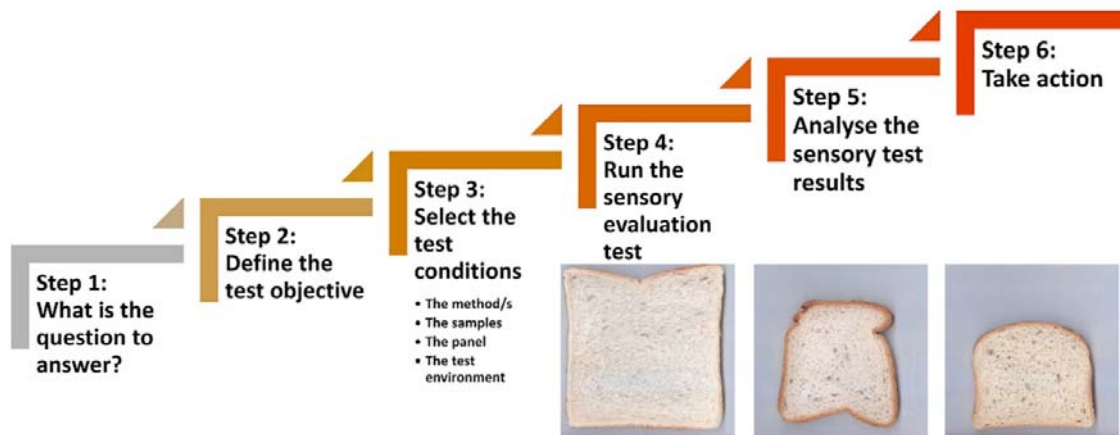 Step 1:
What is the
question to
answer?
Step 2:
Define the
test objective
Step 3:
Select the
test
conditions
• The method/s
• The samples
• The panel
• The test
environment
Step 4:
Run the
sensory
evaluation
test
Step 5:
Analyse the
sensory test
results
Step 6:
Take action